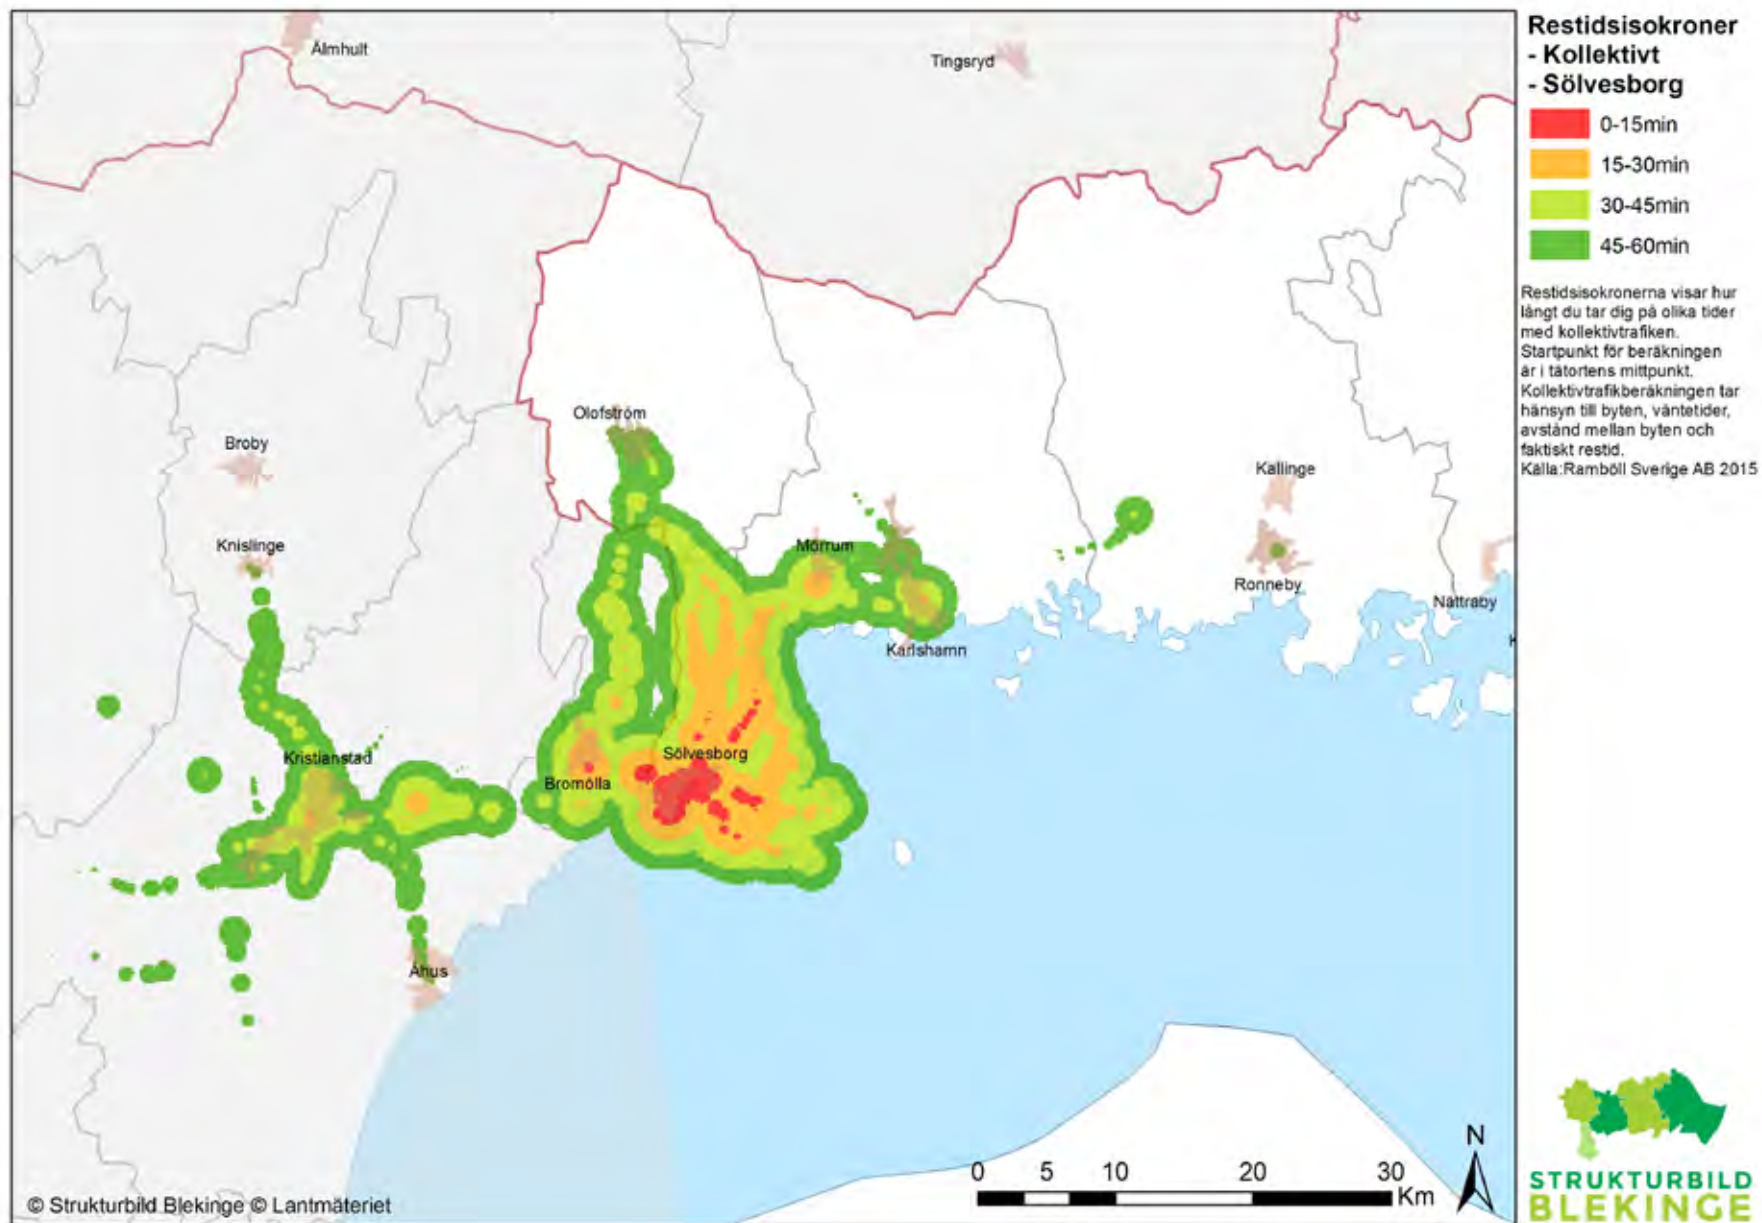 Restidsisokroner
- Kollektivt
- Sölvesborg
0-15min
15-30min
30-45min
45-60min
Restidsisokronerna visar hur
långt du tar dig på olika tider
med kollektivtrafiken.
Startpunkt för beräkningen
är i tätortens mittpunkt.
Kollektivtrafikberäkningen tar
hänsyn till byten, väntetider,
avstånd mellan byten och
faktiskt restid.
Källa:Ramböll Sverige AB 2015
Älmhult
Tingsryd
Olofström
Broby
Kallinge
Knislinge
Mörrum
Ronneby
Nättraby
K
Karlshamn
Sölvesborg
Kristianstad
Bromölla
Åhus
N
0 5 10 20 30
Km
© Strukturbild Blekinge © Lantmäteriet
STRUKTURBILD
BLEKINGE